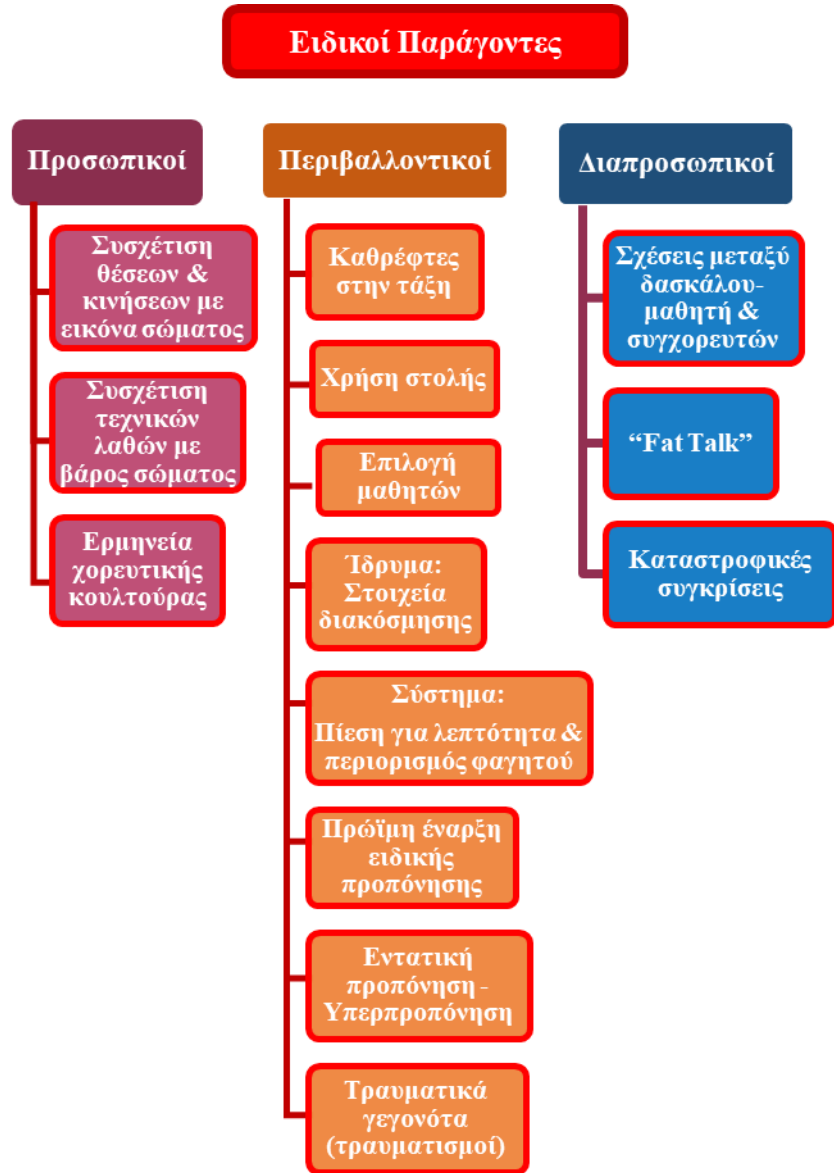 Ειδικοί Παράγοντες
Προσωπικοί
Συσχέτιση
θέσεων &
κινήσεων με
εικόνα σώματος
Συσχέτιση
τεχνικών
λαθών με
βάρος σώματος
Ερμηνεία
χορευτικής
κουλτούρας
Περιβαλλοντικοί
Καθρέφτες
στην τάξη
Χρήση στολής
Επιλογή
μαθητών
Ίδρυμα:
Στοιχεία
διακόσμησης
Σύστημα:
Πίεση για λεπτότητα &
περιορισμός φαγητού
Πρώϊμη έναρξη
ειδικής
προπόνησης
Εντατική
προπόνηση -
Υπερπροπόνηση
Τραυματικά
γεγονότα
(τραυματισμοί)
Διαπροσωπικοί
Σχέσεις μεταξύ
δασκάλου-
μαθητή &
συγχορευτών
“Fat Talk”
Καταστροφικές
συγκρίσεις